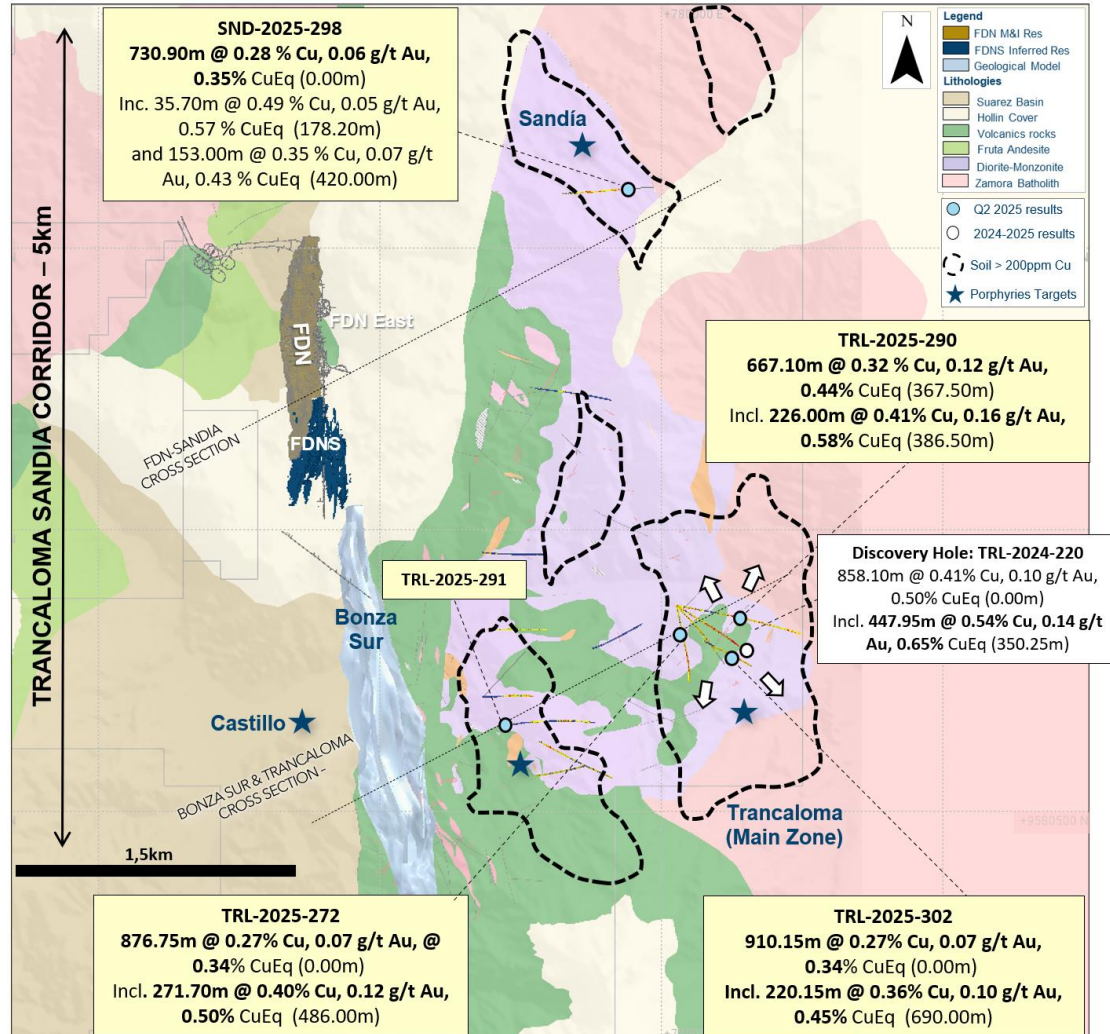 SND-2025-298
730.90m @ 0.28 % Cu, 0.06 g/t Au,
0.35% CuEq (0.00m)
Inc. 35.70m @ 0.49 % Cu, 0.05 g/t Au,
0.57 % CuEq (178.20m)
and 153.00m @ 0.35 % Cu, 0.07 g/t
Au, 0.43 % CuEq (420.00m)
N
Legend
FDN M&I Res
FDNS Inferred Res
Geological Model
Lithologies
Suarez Basin
Hollin Cover
Volcanics rocks
Fruta Andesite
Diorite-Monzonite
Zamora Batholith
Q2 2025 results
2024-2025 results
Soil > 200ppm Cu
Porphyries Targets
Sandía
TRANCALOMA SANDIA CORRIDOR – 5km
FDN
FDN East
FDNS
FDN-SANDIA
CROSS SECTION
TRL-2025-290
667.10m @ 0.32 % Cu, 0.12 g/t Au,
0.44% CuEq (367.50m)
Incl. 226.00m @ 0.41% Cu, 0.16 g/t Au,
0.58% CuEq (386.50m)
Discovery Hole: TRL-2024-220
858.10m @ 0.41% Cu, 0.10 g/t Au,
0.50% CuEq (0.00m)
Incl. 447.95m @ 0.54% Cu, 0.14 g/t
Au, 0.65% CuEq (350.25m)
TRL-2025-291
Bonza
Sur
Castillo
BONZA SUR & TRANCALOMA
CROSS SECTION -
Trancaloma
(Main Zone)
+9580500 N
1,5km
TRL-2025-272
876.75m @ 0.27% Cu, 0.07 g/t Au, @
0.34% CuEq (0.00m)
Incl. 271.70m @ 0.40% Cu, 0.12 g/t Au,
0.50% CuEq (486.00m)
TRL-2025-302
910.15m @ 0.27% Cu, 0.07 g/t Au,
0.34% CuEq (0.00m)
Incl. 220.15m @ 0.36% Cu, 0.10 g/t Au,
0.45% CuEq (690.00m)